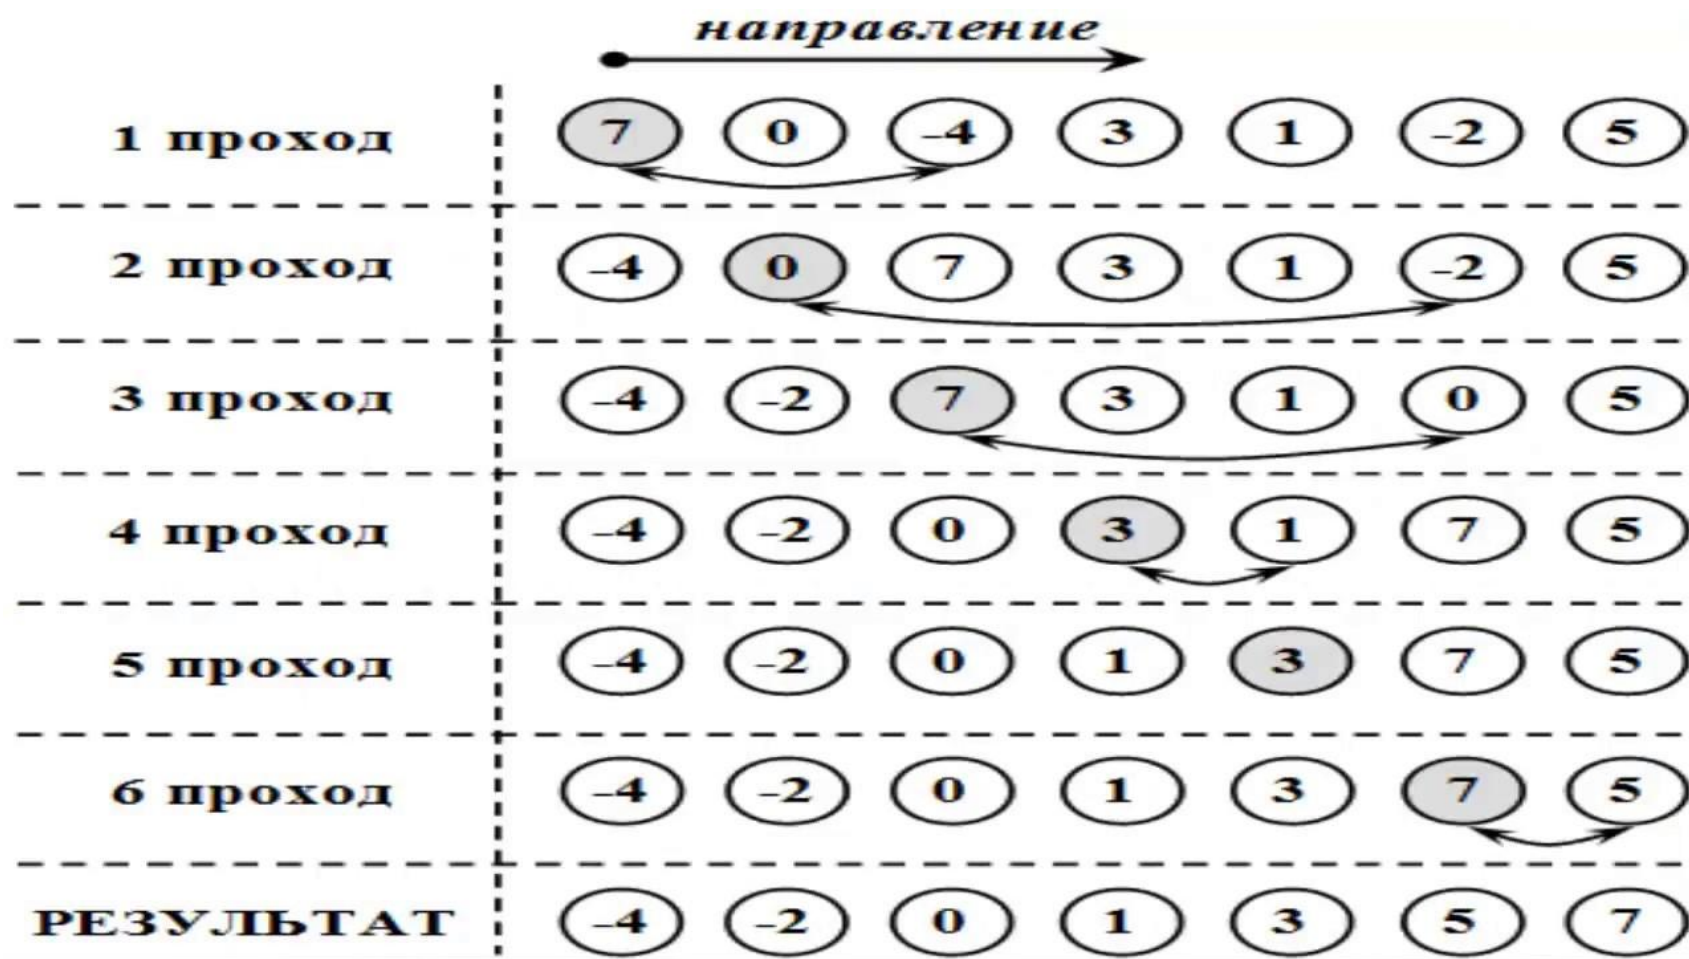 направление
1 проход 7 0 -4 3 1 -2 5
2 проход -4 0 7 3 1 -2 5
3 проход -4 -2 7 3 1 0 5
4 проход -4 -2 0 3 1 7 5
5 проход -4 -2 0 1 3 7 5
6 проход -4 -2 0 1 3 7 5
РЕЗУЛЬТАТ -4 -2 0 1 3 5 7